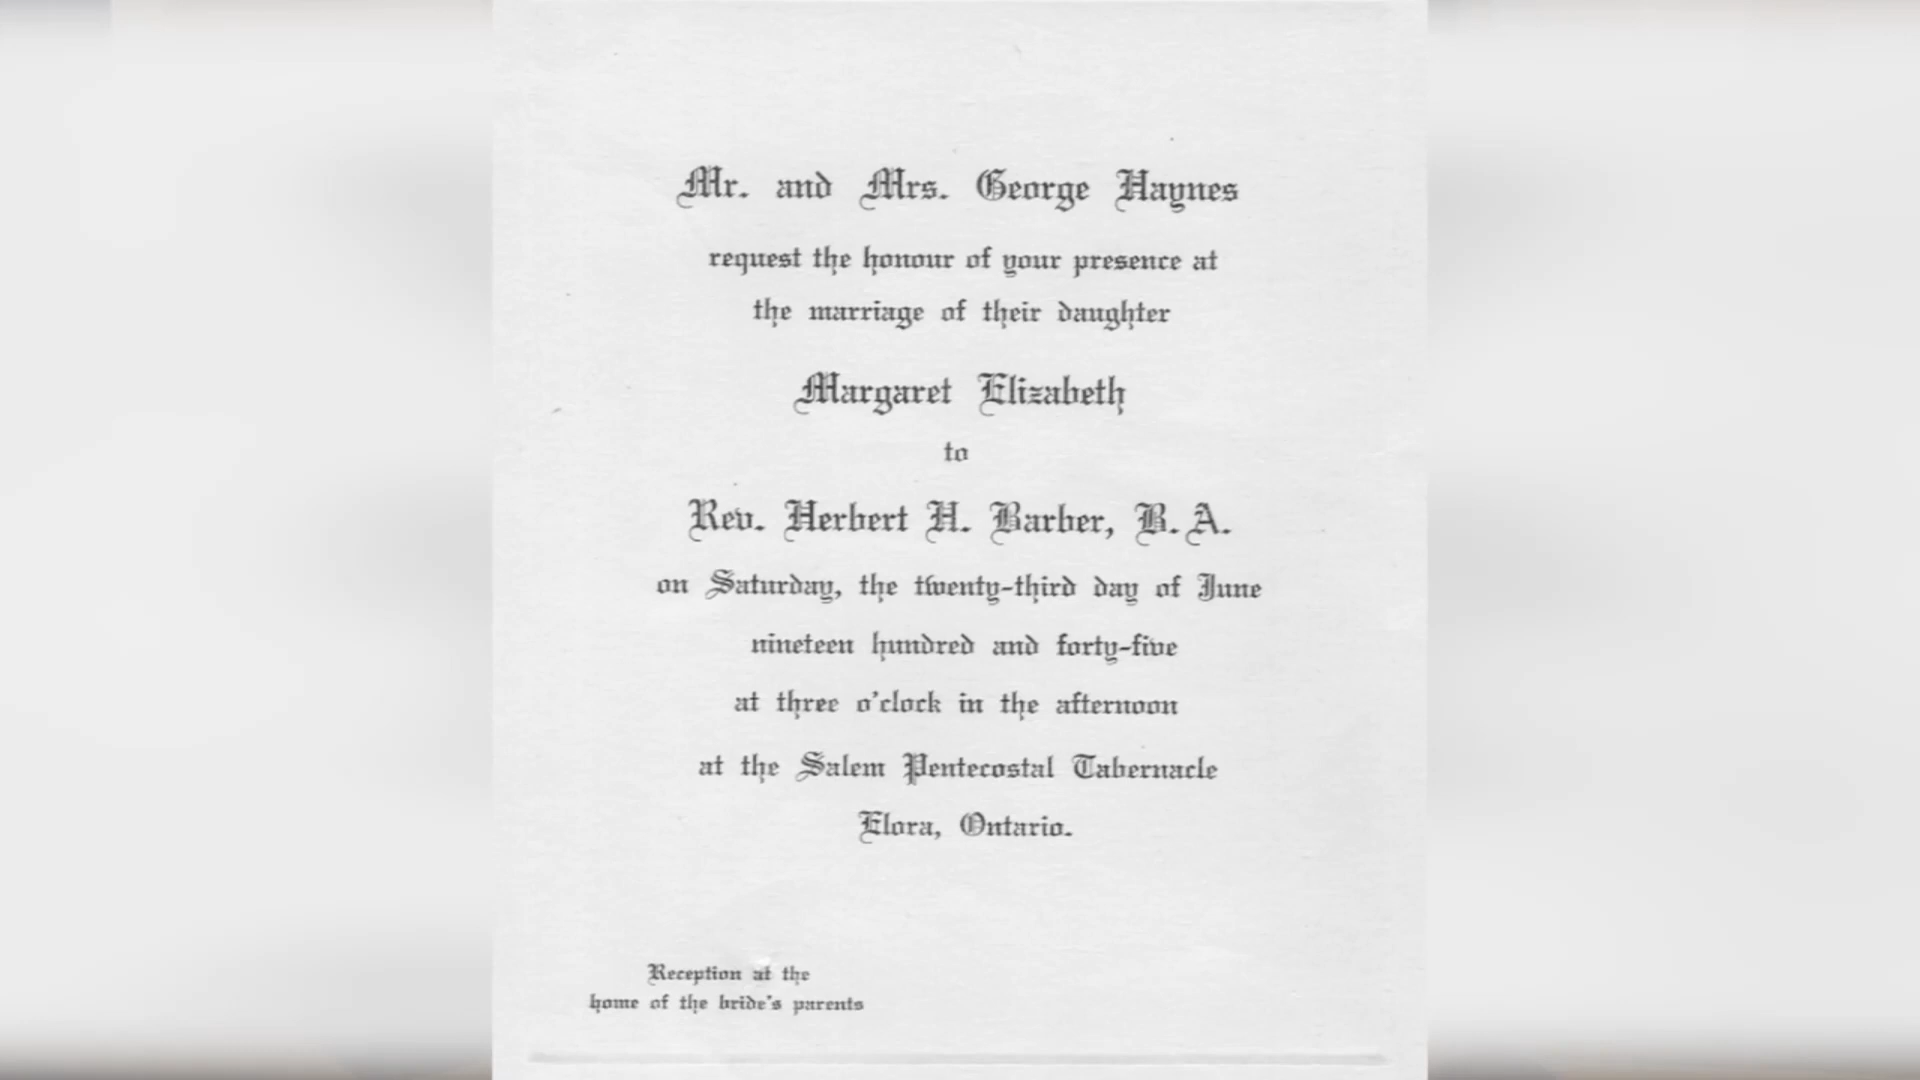 Mr. and Mrs. George Haynes
request the honour of your presence at
the marriage of their daughter
Margaret Elizabeth
to
Rev. Herbert H. Barber, B. A.
on Saturday, the twenty-third day of June
nineteen hundred and forty-five
at three o'clock in the afternoon
at the Salem Pentecostal Tabernacle
Elora, Ontario.
Reception at the
home of the bride's parents